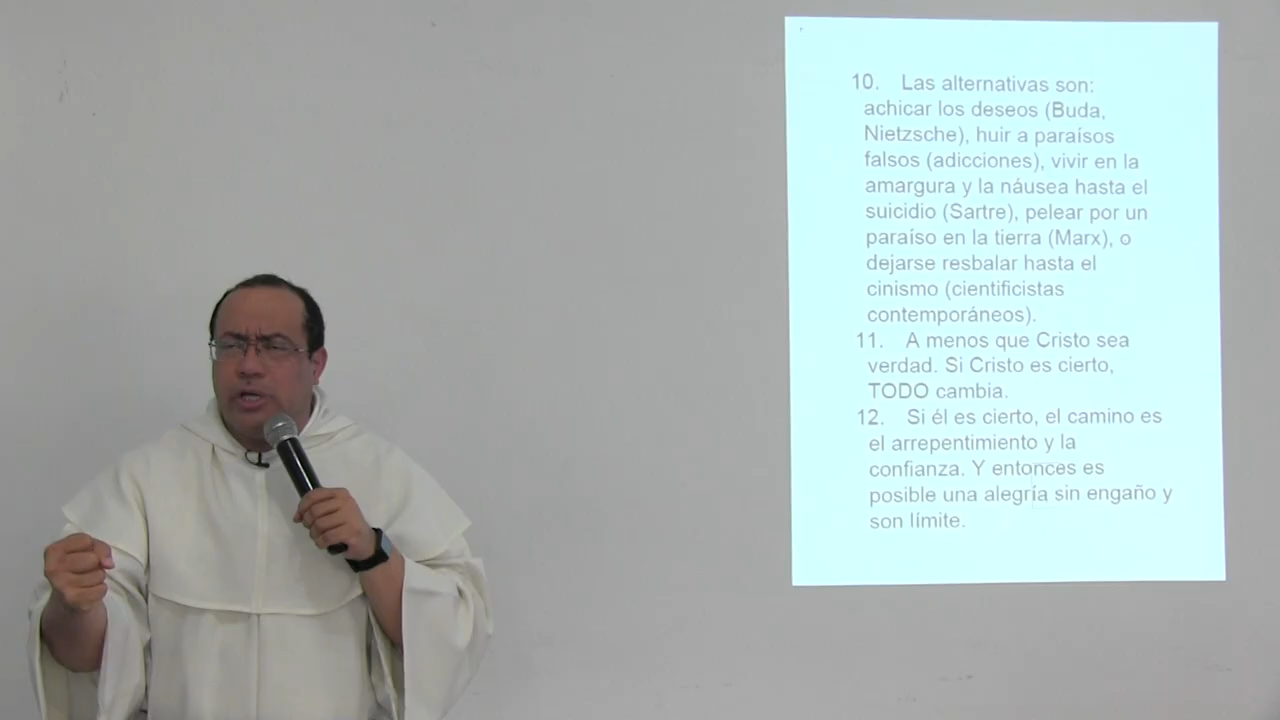 10. Las alternativas son:
achicar los deseos (Buda,
Nietzsche), huir a paraísos
falsos (adicciones), vivir en la
amargura y la náusea hasta el
suicidio (Sartre), pelear por un
paraíso en la tierra (Marx), o
dejarse resbalar hasta el
cinismo (cientificistas
contemporáneos).
11. A menos que Cristo sea
verdad. Si Cristo es cierto,
TODO cambia.
12. Si él es cierto, el camino es
el arrepentimiento y la
confianza. Y entonces es
posible una alegría sin engaño y
son límite.